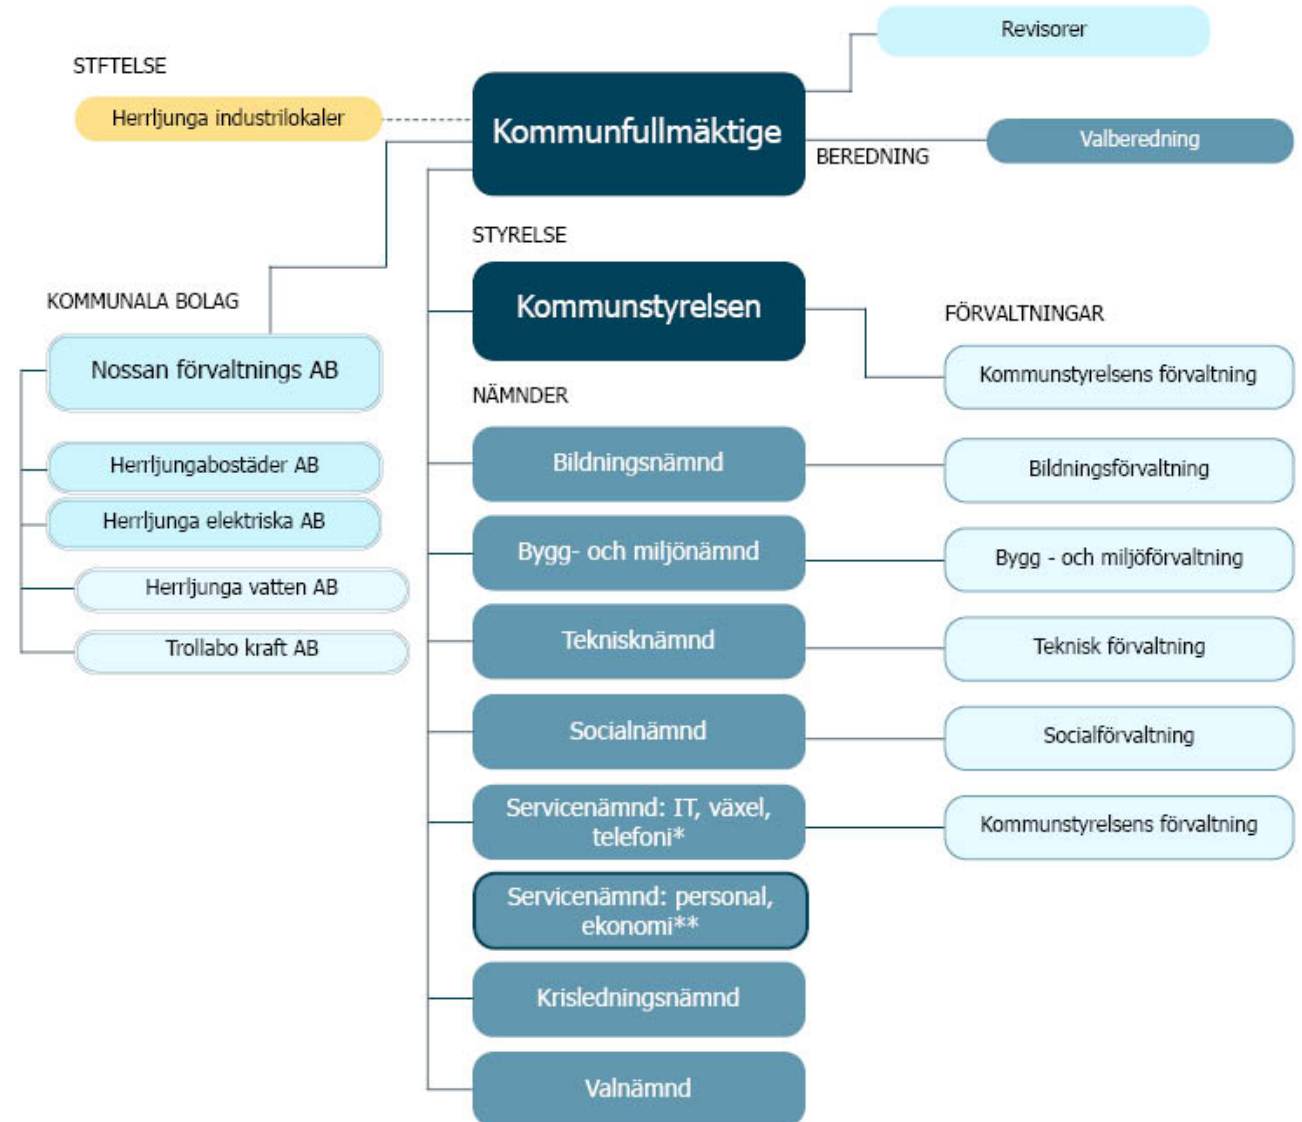 Revisorer
STFTELSE
Herrljunga industrilokaler
Kommunfullmäktige
BEREDNING
Valberedning
STYRELSE
Kommunstyrelsen
KOMMUNALA BOLAG
Nossan förvaltnings AB
Herrljungabostäder AB
Herrljunga elektriska AB
Herrljunga vatten AB
Trollabo kraft AB
NÄMNDER
Bildningsnämnd
Bygg- och miljönämnd
Teknisknämnd
Socialnämnd
Servicenämnd: IT, växel,
telefoni*
Servicenämnd: personal,
ekonomi**
Krisledningsnämnd
Valnämnd
FÖRVALTNINGAR
Kommunstyrelsens förvaltning
Bildningsförvaltning
Bygg - och miljöförvaltning
Teknisk förvaltning
Socialförvaltning
Kommunstyrelsens förvaltning